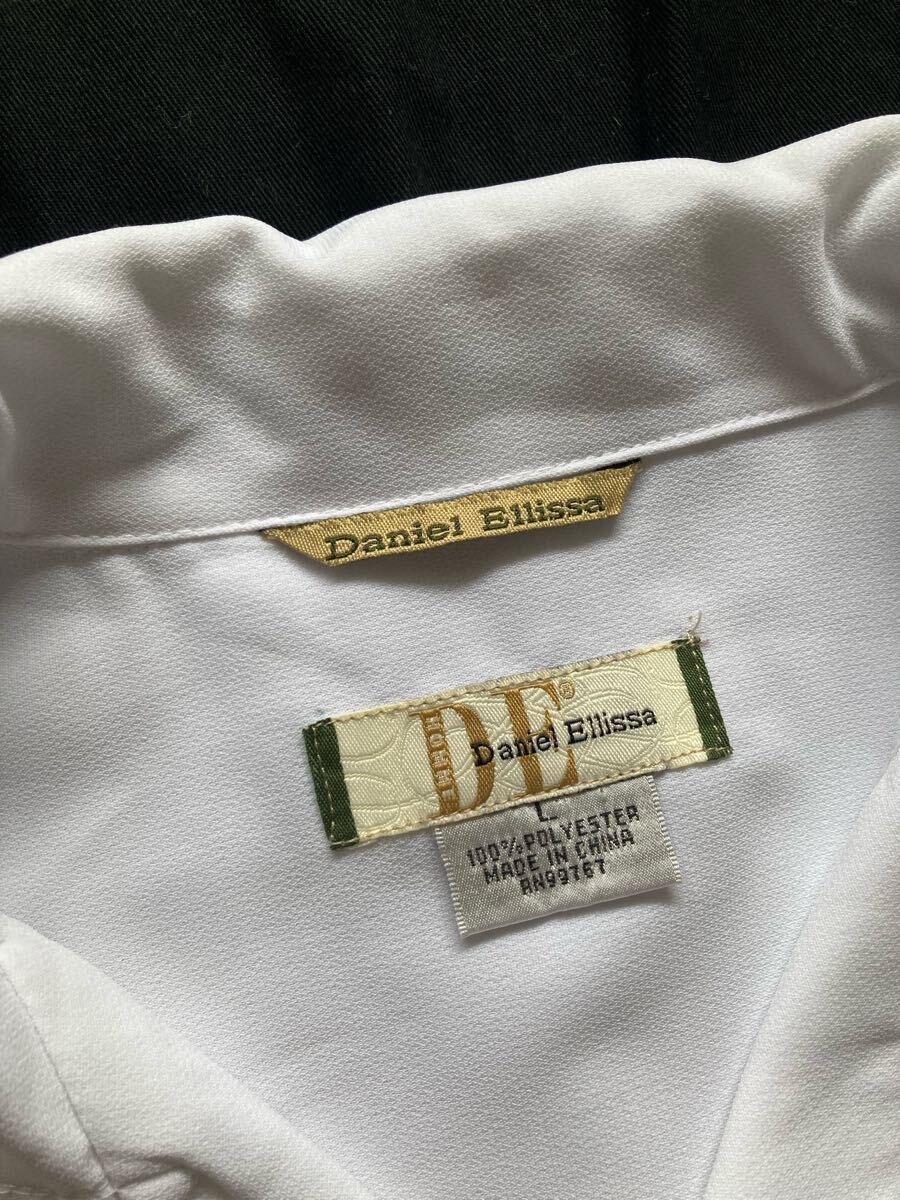 Daniel Ellissa
HOMME
DE®
Daniel Ellissa
L
100% POLYESTER
MADE IN CHINA
RN99767